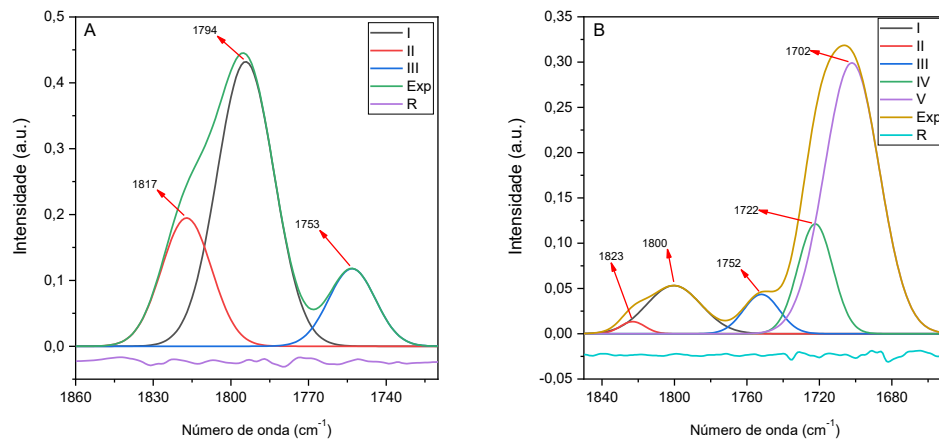 A
1794
1817
1753
I
II
III
Exp
R
0,5
0,4
0,3
0,2
0,1
0,0
Intensidade (a.u.)
1860
1830
1800
1770
1740
Número de onda (cm⁻¹)
B
1702
1722
1752
1800
1823
I
II
III
IV
V
Exp
R
0,35
0,30
0,25
0,20
0,15
0,10
0,05
0,00
-0,05
Intensidade (a.u.)
1840
1800
1760
1720
1680
Número de onda (cm⁻¹)